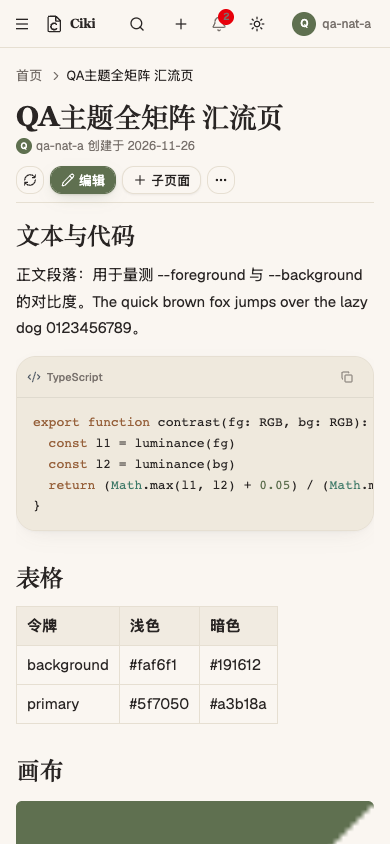 Ciki
2
Q qa-nat-a
首页 > QA主题全矩阵 汇流页
QA主题全矩阵 汇流页
Q qa-nat-a 创建于 2026-11-26
编辑
子页面
文本与代码
正文段落：用于量测 --foreground 与 --background
的对比度。The quick brown fox jumps over the lazy
dog 0123456789。
TypeScript
export function contrast(fg: RGB, bg: RGB):
  const l1 = luminance(fg)
  const l2 = luminance(bg)
  return (Math.max(l1, l2) + 0.05) / (Math.m
}
表格
令牌 浅色 暗色
background #faf6f1 #191612
primary #5f7050 #a3b18a
画布